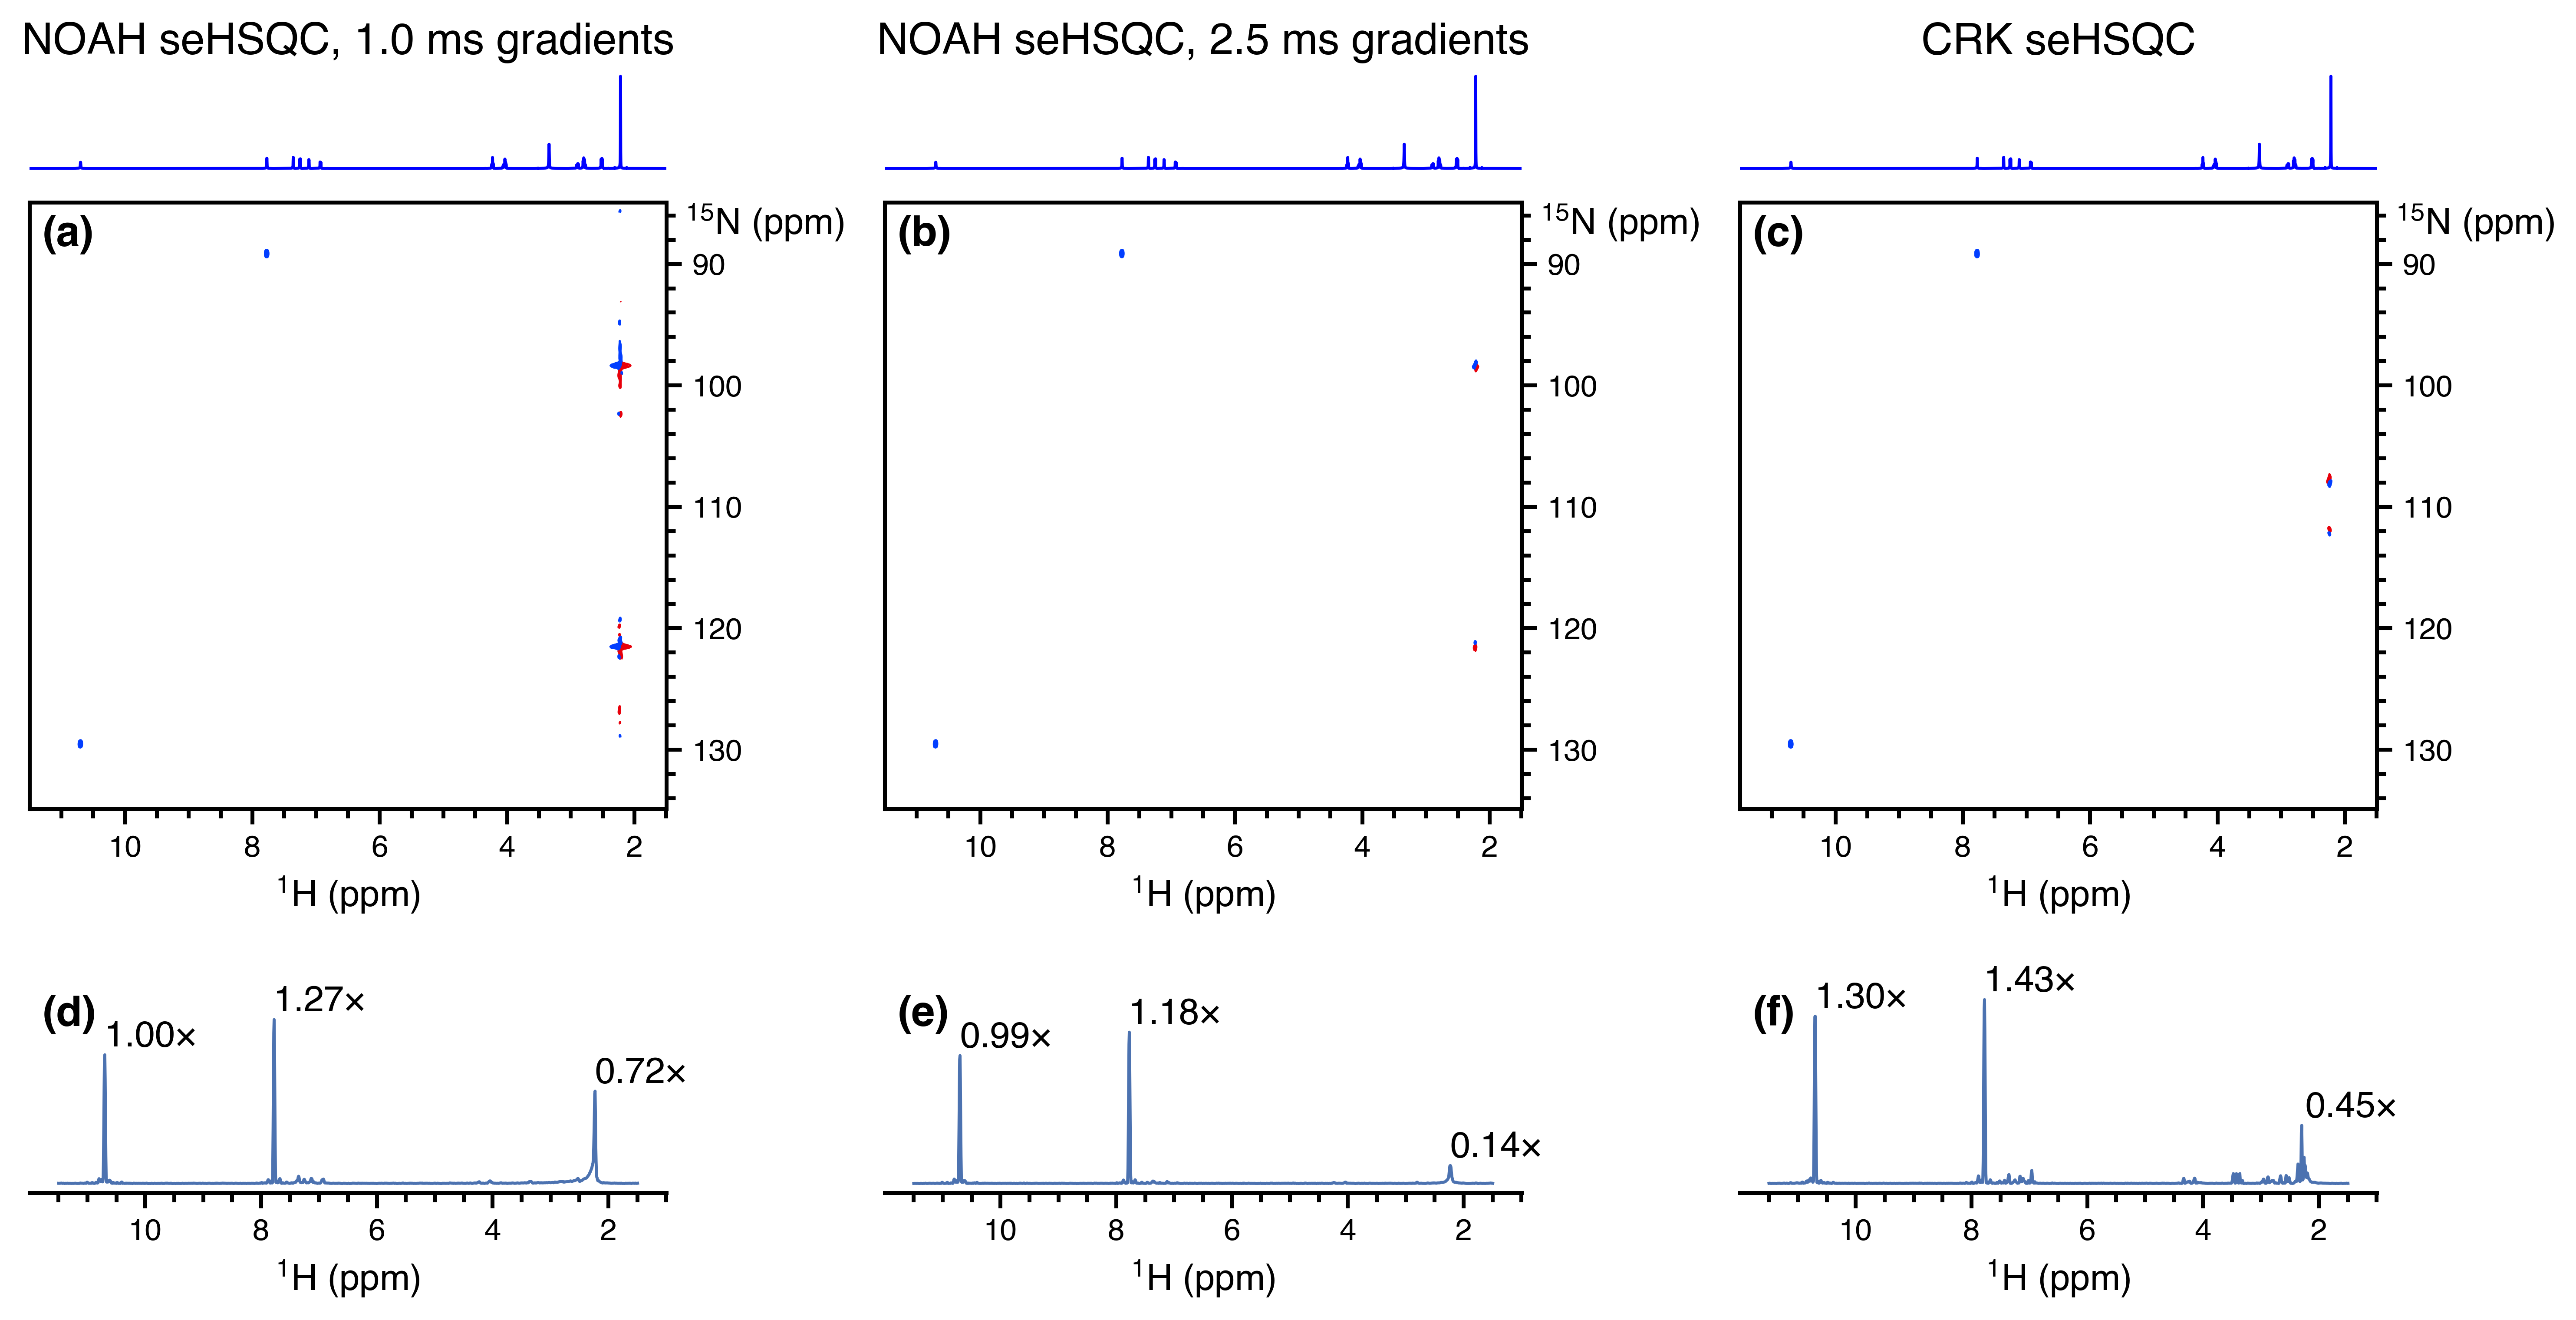 NOAH seHSQC, 1.0 ms gradients
NOAH seHSQC, 2.5 ms gradients
CRK seHSQC
(a)
¹⁵N (ppm)
90
100
110
120
130
10 8 6 4 2
¹H (ppm)
(b)
¹⁵N (ppm)
90
100
110
120
130
10 8 6 4 2
¹H (ppm)
(c)
¹⁵N (ppm)
90
100
110
120
130
10 8 6 4 2
¹H (ppm)
(d)
1.00×
1.27×
0.72×
10 8 6 4 2
¹H (ppm)
(e)
0.99×
1.18×
0.14×
10 8 6 4 2
¹H (ppm)
(f)
1.30×
1.43×
0.45×
10 8 6 4 2
¹H (ppm)